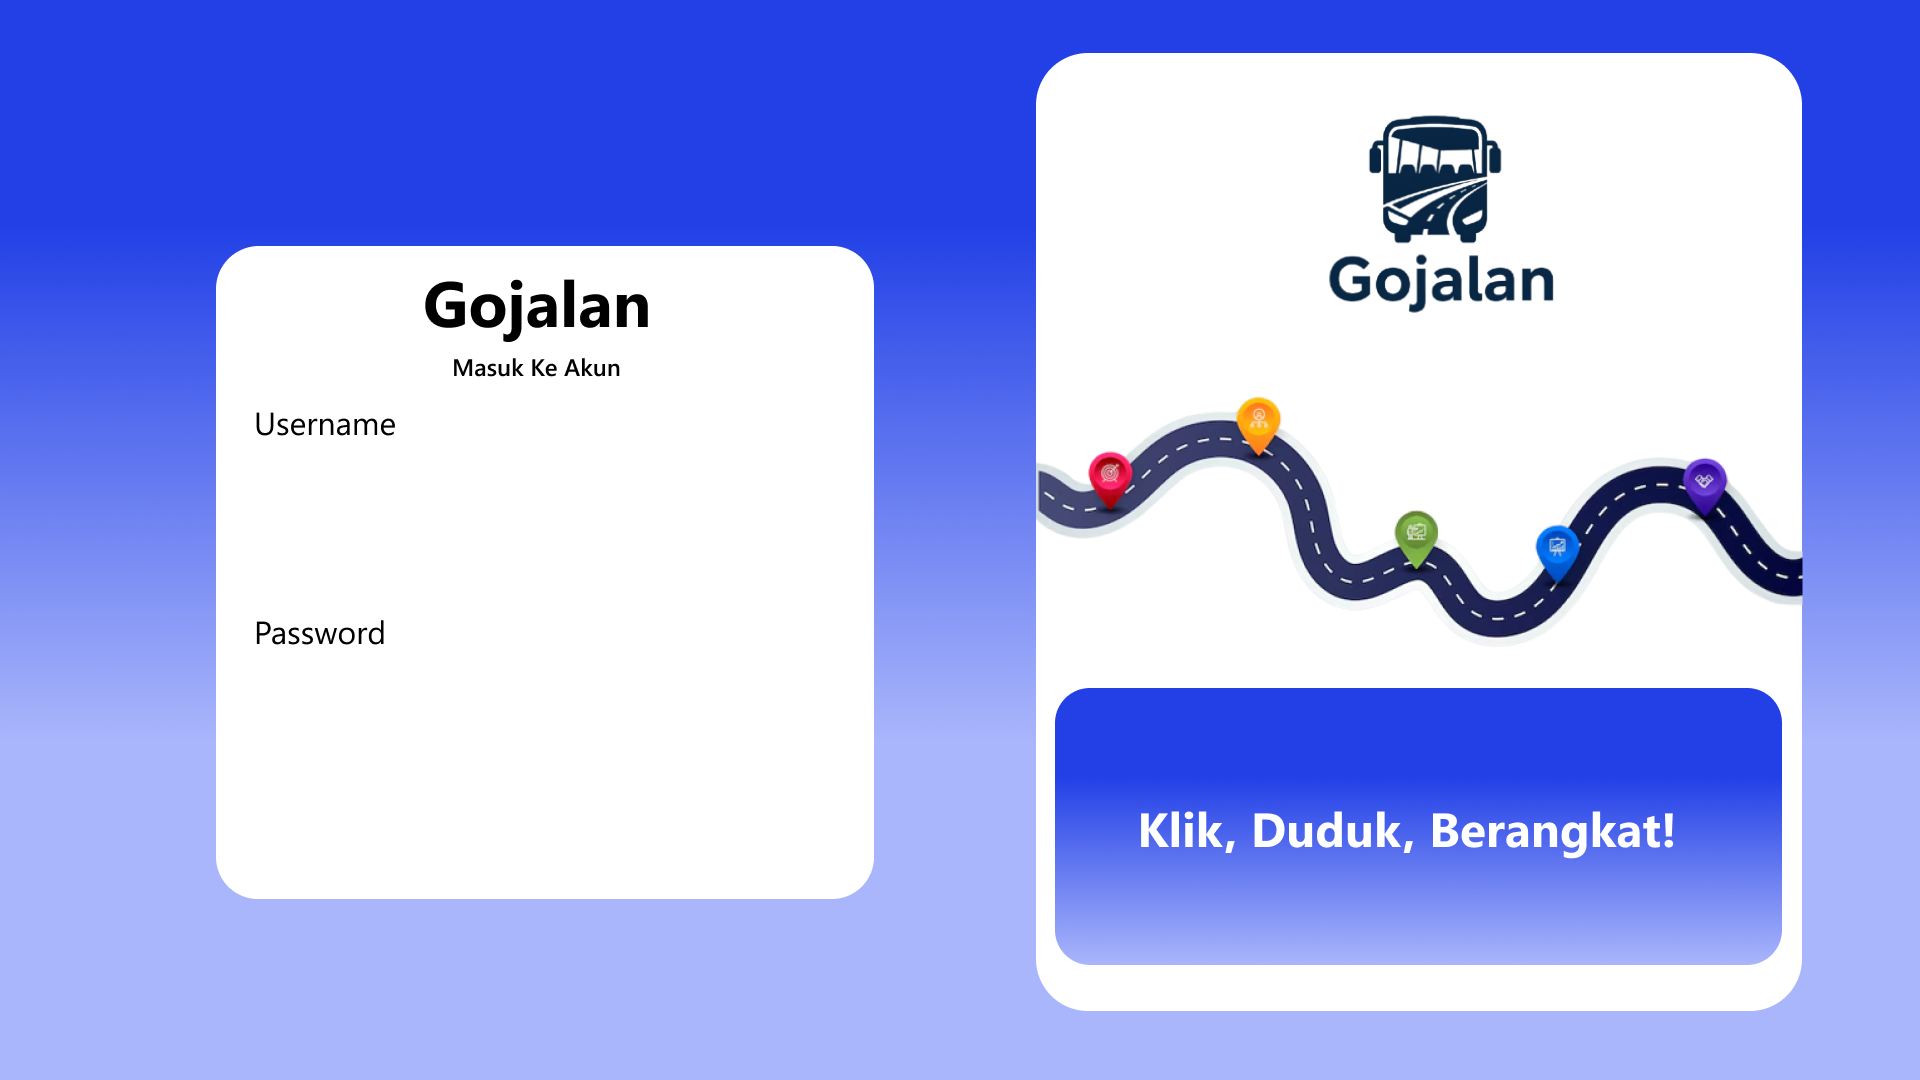 Gojalan
Masuk Ke Akun
Username
Password
Gojalan
Klik, Duduk, Berangkat!